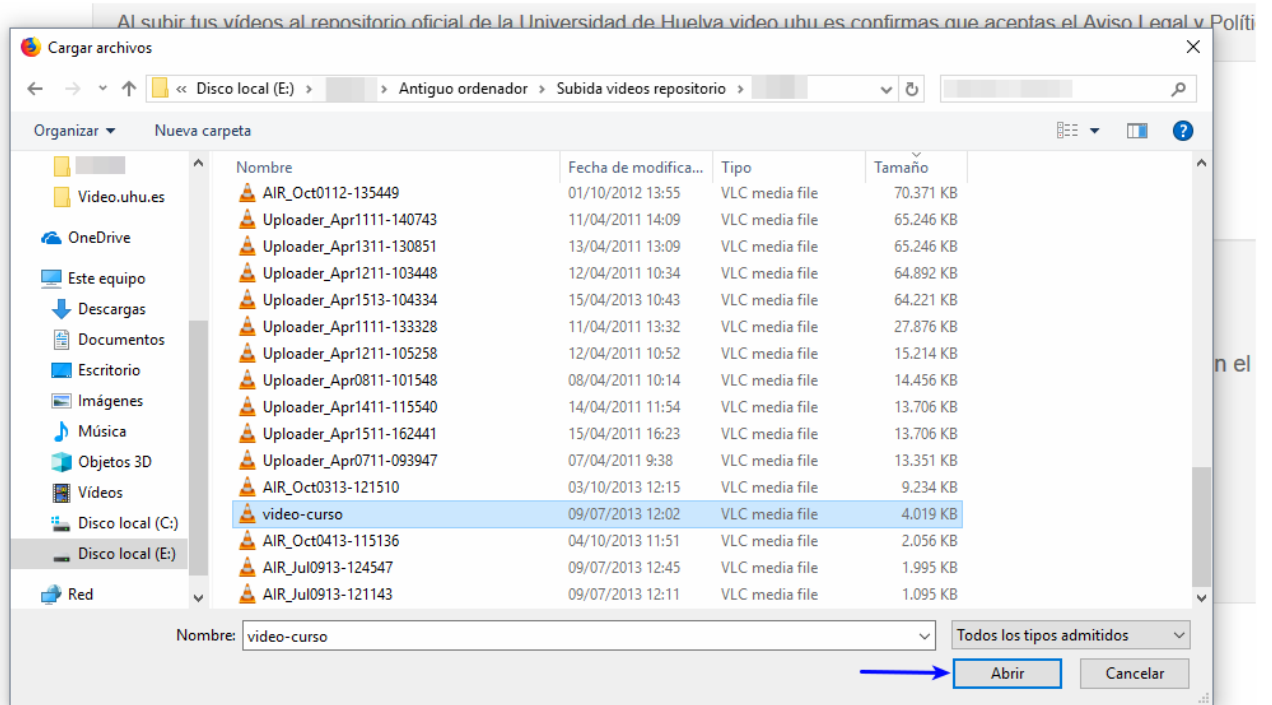 Al subir tus vídeos al repositorio oficial de la Universidad de Huelva video.uhu.es confirmas que aceptas el Aviso Legal y Políti
Cargar archivos
« Disco local (E:) › › Antiguo ordenador › Subida videos repositorio ›
Organizar Nueva carpeta
Nombre Fecha de modifica... Tipo Tamaño
Video.uhu.es
OneDrive
Este equipo
Descargas
Documentos
Escritorio
Imágenes
Música
Objetos 3D
Vídeos
Disco local (C:)
Disco local (E:)
Red
AIR_Oct0112-135449 01/10/2012 13:55 VLC media file 70.371 KB
Uploader_Apr1111-140743 11/04/2011 14:09 VLC media file 65.246 KB
Uploader_Apr1311-130851 13/04/2011 13:09 VLC media file 65.246 KB
Uploader_Apr1211-103448 12/04/2011 10:34 VLC media file 64.892 KB
Uploader_Apr1513-104334 15/04/2013 10:43 VLC media file 64.221 KB
Uploader_Apr1111-133328 11/04/2011 13:32 VLC media file 27.876 KB
Uploader_Apr1211-105258 12/04/2011 10:52 VLC media file 15.214 KB
Uploader_Apr0811-101548 08/04/2011 10:14 VLC media file 14.456 KB
Uploader_Apr1411-115540 14/04/2011 11:54 VLC media file 13.706 KB
Uploader_Apr1511-162441 15/04/2011 16:23 VLC media file 13.706 KB
Uploader_Apr0711-093947 07/04/2011 9:38 VLC media file 13.351 KB
AIR_Oct0313-121510 03/10/2013 12:15 VLC media file 9.234 KB
video-curso 09/07/2013 12:02 VLC media file 4.019 KB
AIR_Oct0413-115136 04/10/2013 11:51 VLC media file 2.056 KB
AIR_Jul0913-124547 09/07/2013 12:45 VLC media file 1.995 KB
AIR_Jul0913-121143 09/07/2013 12:11 VLC media file 1.095 KB
n el
Nombre: video-curso Todos los tipos admitidos
Abrir Cancelar